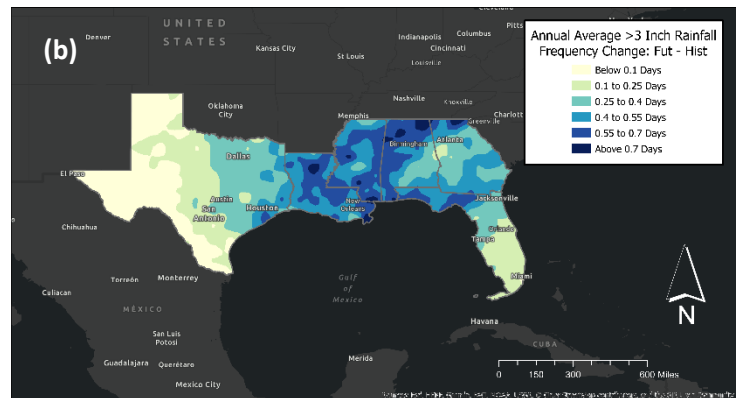 (b)
UNITED
STATES
Denver
Kansas City
St Louis
Indianapolis
Columbus
Cincinnati
Louisville
Annual Average >3 Inch Rainfall
Frequency Change: Fut - Hist
Below 0.1 Days
0.1 to 0.25 Days
0.25 to 0.4 Days
0.4 to 0.55 Days
0.55 to 0.7 Days
Above 0.7 Days
Oklahoma
City
Nashville
Knoxville
Memphis
Greenville
Birmingham
Atlanta
Dallas
El Paso
Austin
San
Antonio
Houston
New
Orleans
Jacksonville
Orlando
Tampa
Miami
Chihuahua
Torreón
Monterrey
Culiacan
Gulf
of
Mexico
MÉXICO
San Luis
Potosi
Guadalajara
Querétaro
Mexico City
Merida
Havana
CUBA
N
0
150
300
600 Miles